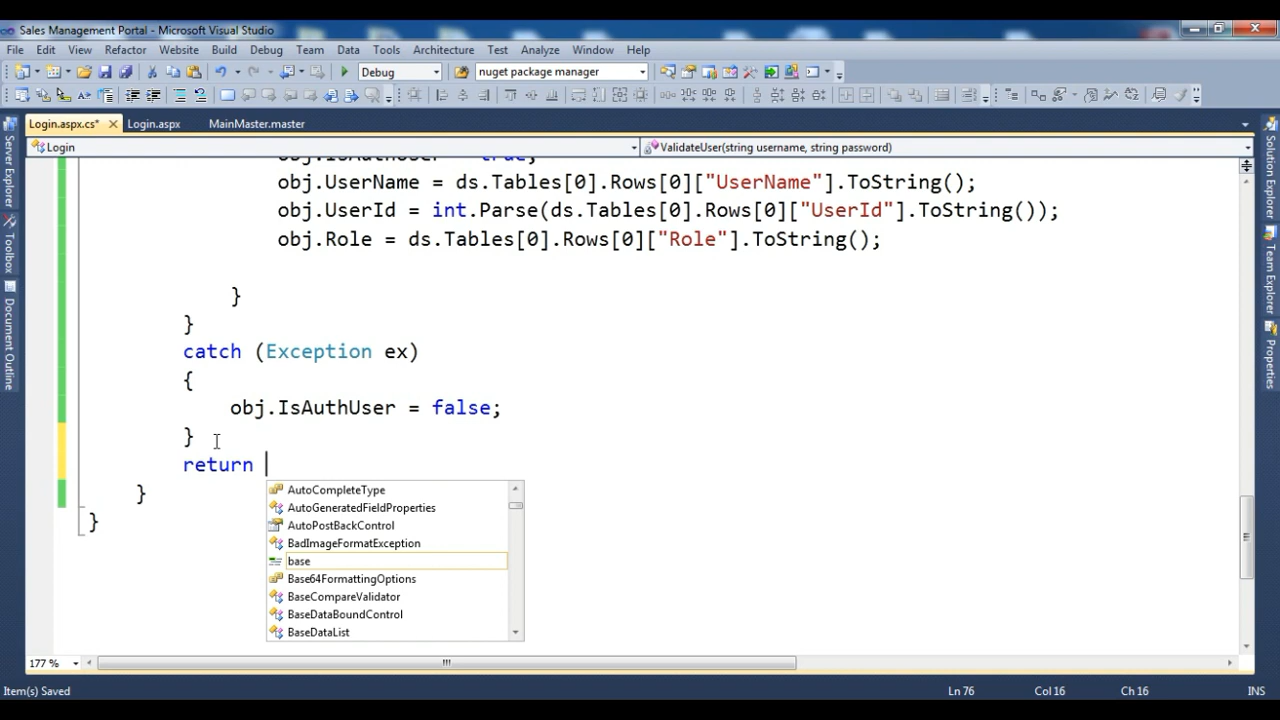 Sales Management Portal - Microsoft Visual Studio
File Edit View Refactor Website Build Debug Team Data Tools Architecture Test Analyze Window Help
Debug nuget package manager
Login.aspx.cs* Login.aspx MainMaster.master
Login ValidateUser(string username, string password)
obj.IsAuthUser = true;
obj.UserName = ds.Tables[0].Rows[0]["UserName"].ToString();
obj.UserId = int.Parse(ds.Tables[0].Rows[0]["UserId"].ToString());
obj.Role = ds.Tables[0].Rows[0]["Role"].ToString();
}
}
catch (Exception ex)
{
obj.IsAuthUser = false;
}
return
}
}
AutoCompleteType
AutoGeneratedFieldProperties
AutoPostBackControl
BadImageFormatException
base
Base64FormattingOptions
BaseCompareValidator
BaseDataBoundControl
BaseDataList
Server Explorer
Toolbox
Document Outline
Solution Explorer
Team Explorer
Properties
177 %
Item(s) Saved Ln 76 Col 16 Ch 16 INS